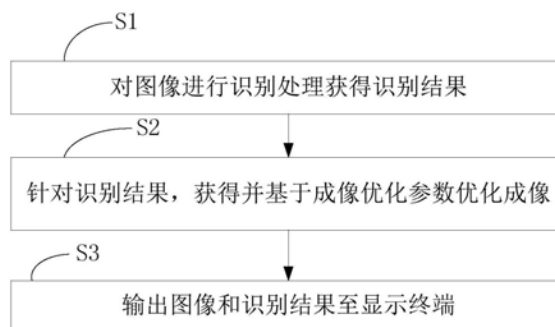 S1
对图像进行识别处理获得识别结果
S2
针对识别结果，获得并基于成像优化参数优化成像
S3
输出图像和识别结果至显示终端